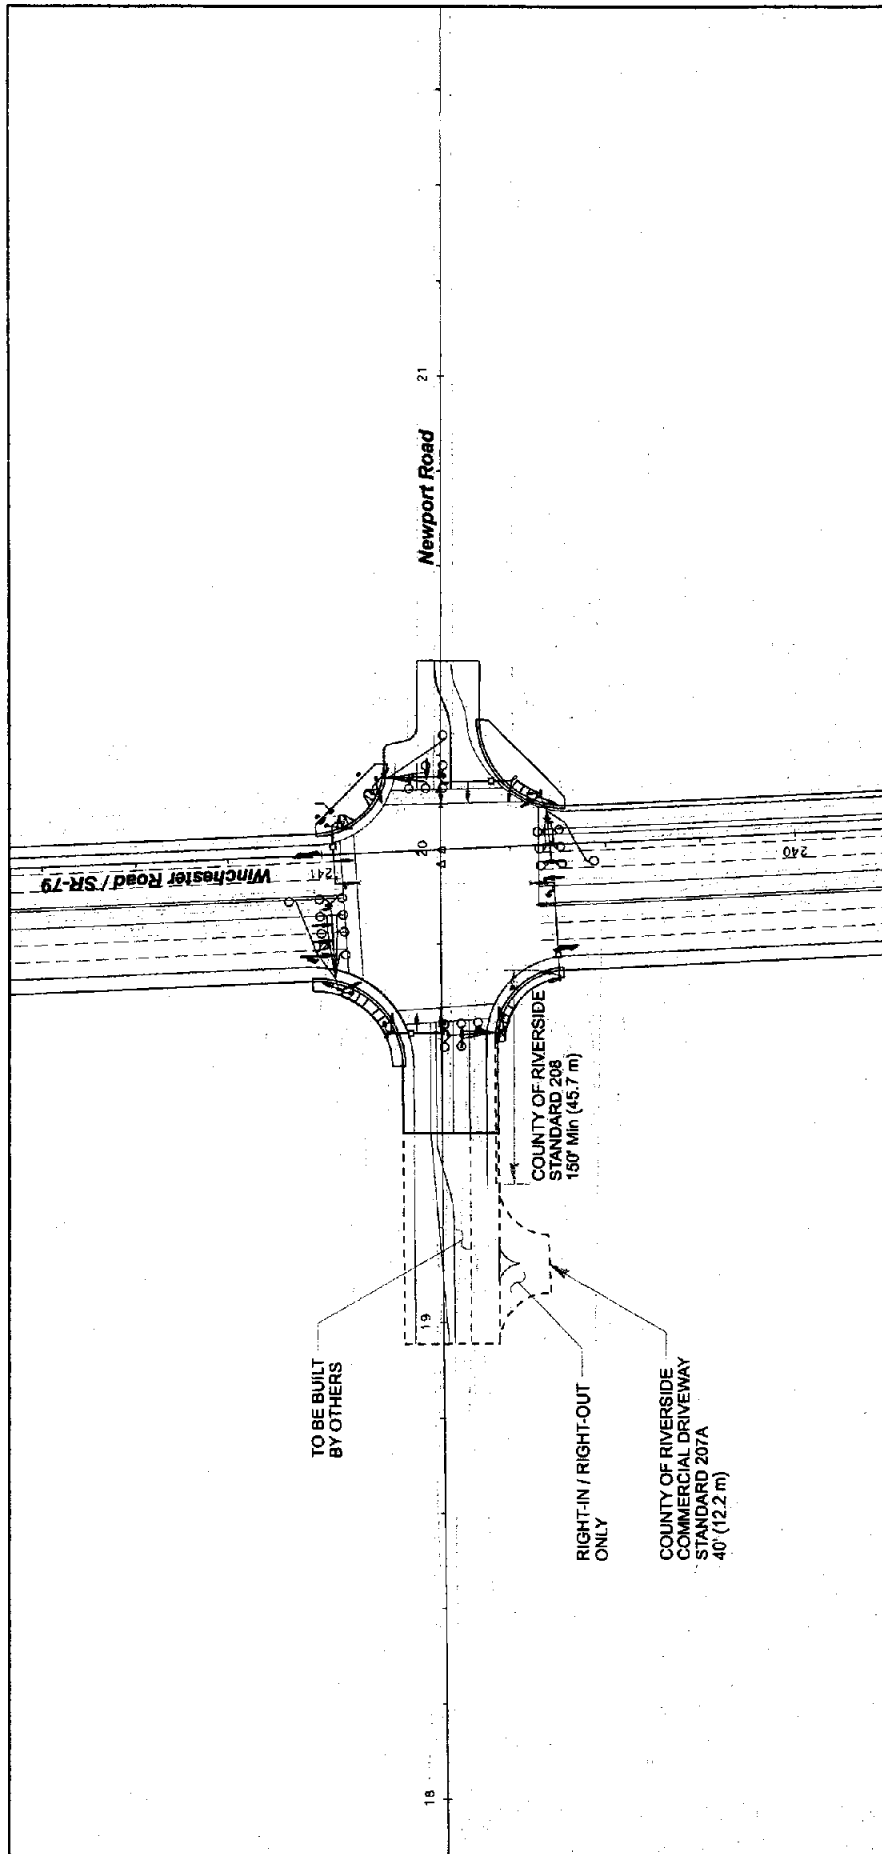 21
Newport Road
Winchester Road / SR-79
241
20
240
COUNTY OF RIVERSIDE
STANDARD 208
150' Min (45.7 m)
19
TO BE BUILT
BY OTHERS
RIGHT-IN / RIGHT-OUT
ONLY
COUNTY OF RIVERSIDE
COMMERCIAL DRIVEWAY
STANDARD 207A
40' (12.2 m)
18